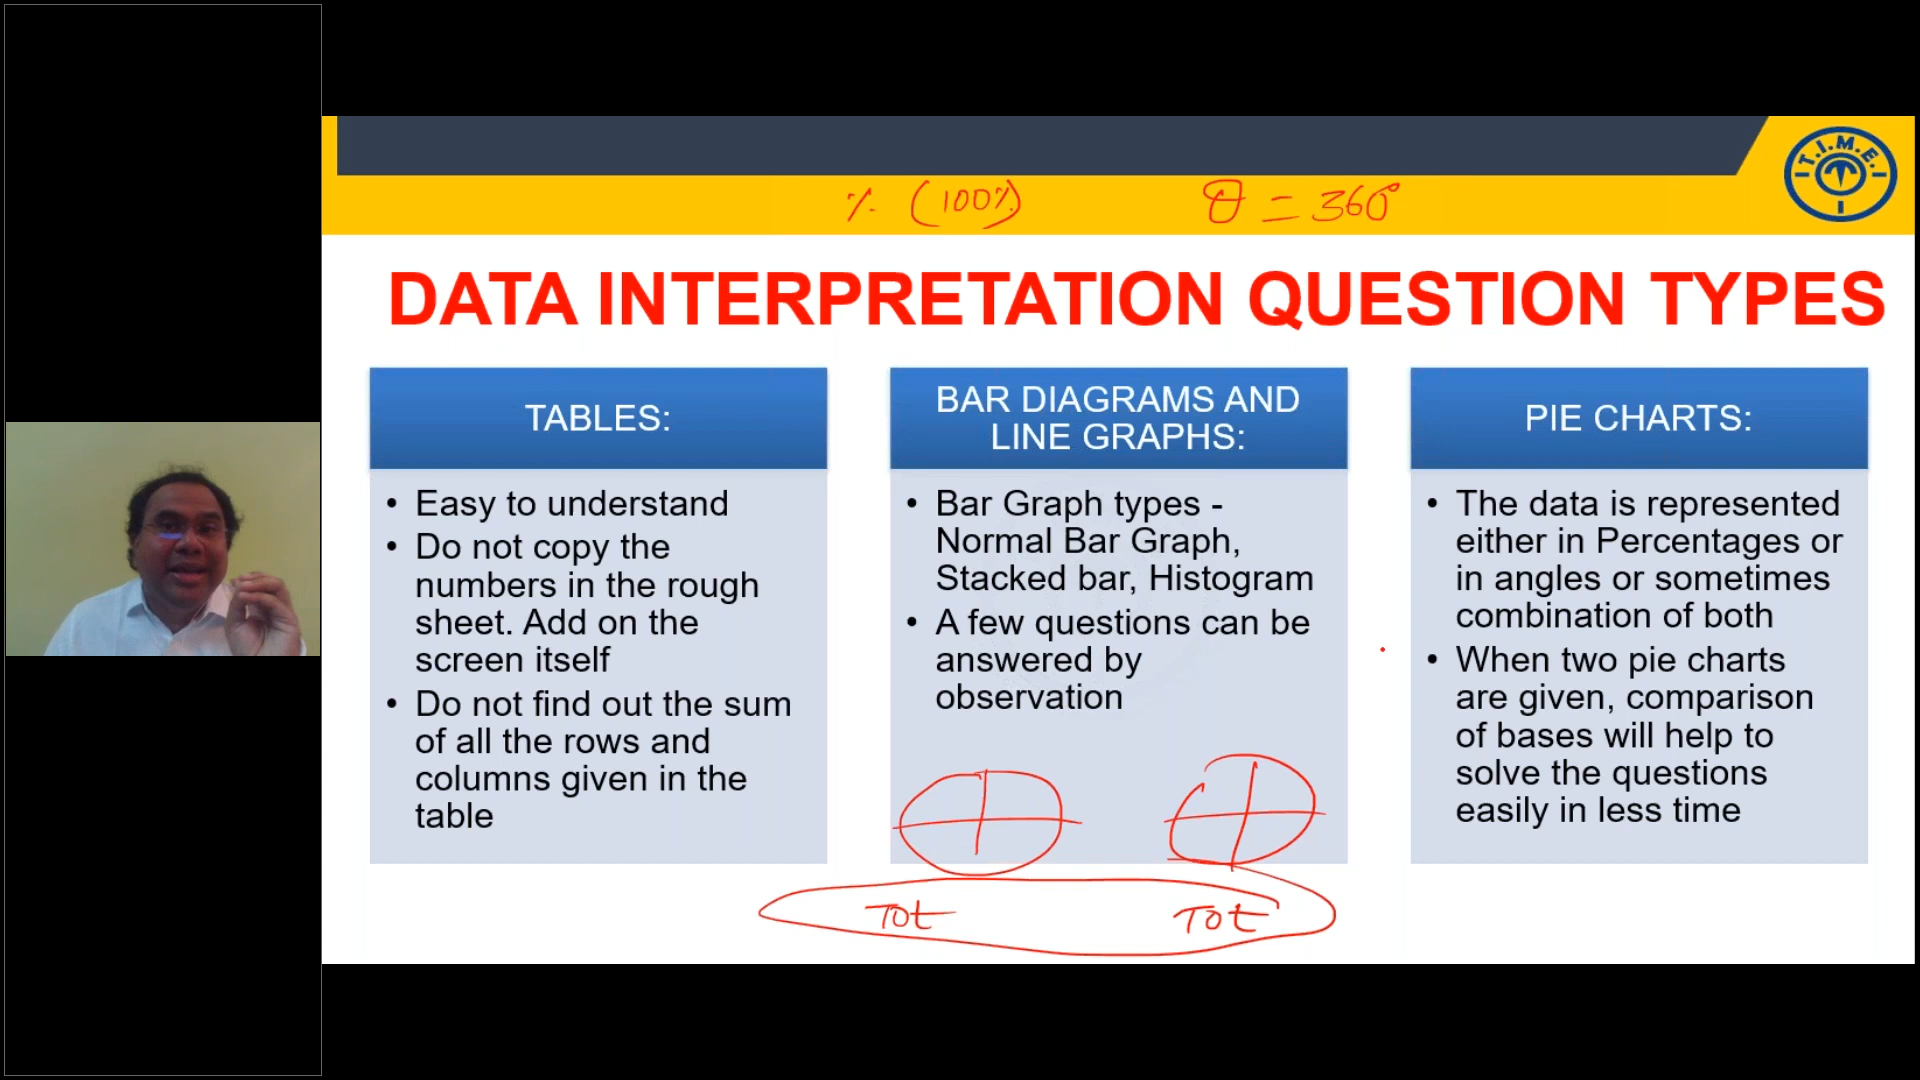 T.I.M.E.
% (100%) θ = 360°
DATA INTERPRETATION QUESTION TYPES
TABLES:
• Easy to understand
• Do not copy the
numbers in the rough
sheet. Add on the
screen itself
• Do not find out the sum
of all the rows and
columns given in the
table
BAR DIAGRAMS AND
LINE GRAPHS:
• Bar Graph types -
Normal Bar Graph,
Stacked bar, Histogram
• A few questions can be
answered by
observation
Tot Tot
PIE CHARTS:
• The data is represented
either in Percentages or
in angles or sometimes
combination of both
• When two pie charts
are given, comparison
of bases will help to
solve the questions
easily in less time